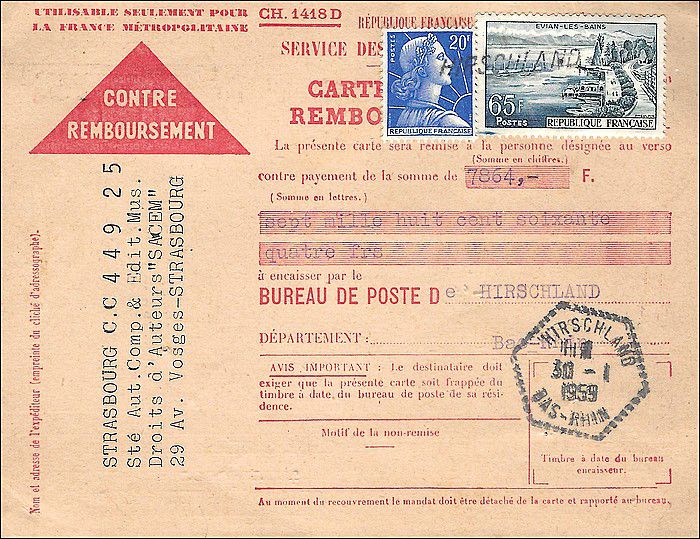 UTILISABLE SEULEMENT POUR
LA FRANCE MÉTROPOLITAINE
CH. 1418 D
RÉPUBLIQUE FRANÇAISE
SERVICE DES
CARTE
REMBO
CONTRE
REMBOURSEMENT
POSTES
20F
REPUBLIQUE FRANÇAISE
EVIAN-LES-BAINS
65F
POSTES
RÉPUBLIQUE FRANÇAISE
HIRSCHLAND
La présente carte sera remise à la personne désignée au verso
(Somme en chiffres.)
contre payement de la somme de 7864,- F.
(Somme en lettres.)
sept mille huit cent soixante
quatre frs
à encaisser par le
BUREAU DE POSTE De HIRSCHLAND
DÉPARTEMENT :
AVIS IMPORTANT : Le destinataire doit
exiger que la présente carte soit frappée du
timbre à date, du bureau de poste de sa rési-
dence.
HIRSCHLAND
30 -1
1959
BAS-RHIN
Motif de la non-remise
Timbre à date du bureau
encaisseur.
Au moment du recouvrement le mandat doit être détaché de la carte et rapporté au bureau.
Nom et adresse de l'expéditeur (empreinte du cliché d'adressographe).
STRASBOURG C.C 4 4 9 2 5
Sté Aut.Comp.& Edit.Mus.
Droits d'Auteurs"SACEM"
29 Av. Vosges-STRASBOURG